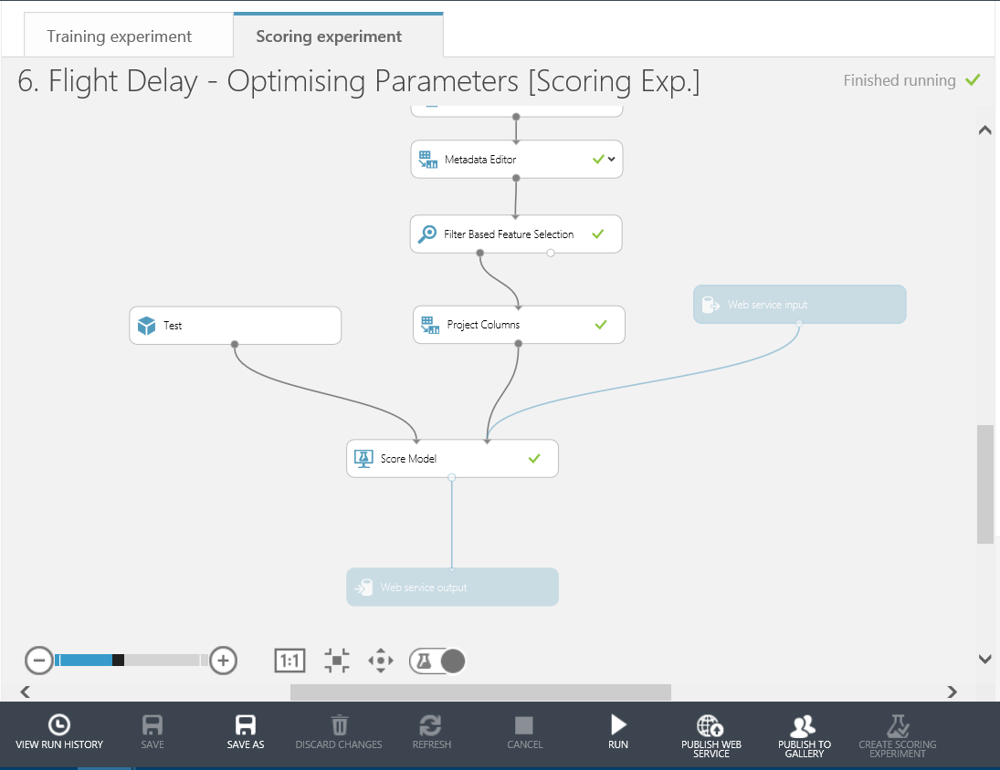 Training experiment
Scoring experiment
6. Flight Delay - Optimising Parameters [Scoring Exp.]
Finished running
Metadata Editor
Filter Based Feature Selection
Web service input
Test
Project Columns
Score Model
Web service output
1:1
VIEW RUN HISTORY
SAVE
SAVE AS
DISCARD CHANGES
REFRESH
CANCEL
RUN
PUBLISH WEB
SERVICE
PUBLISH TO
GALLERY
CREATE SCORING
EXPERIMENT